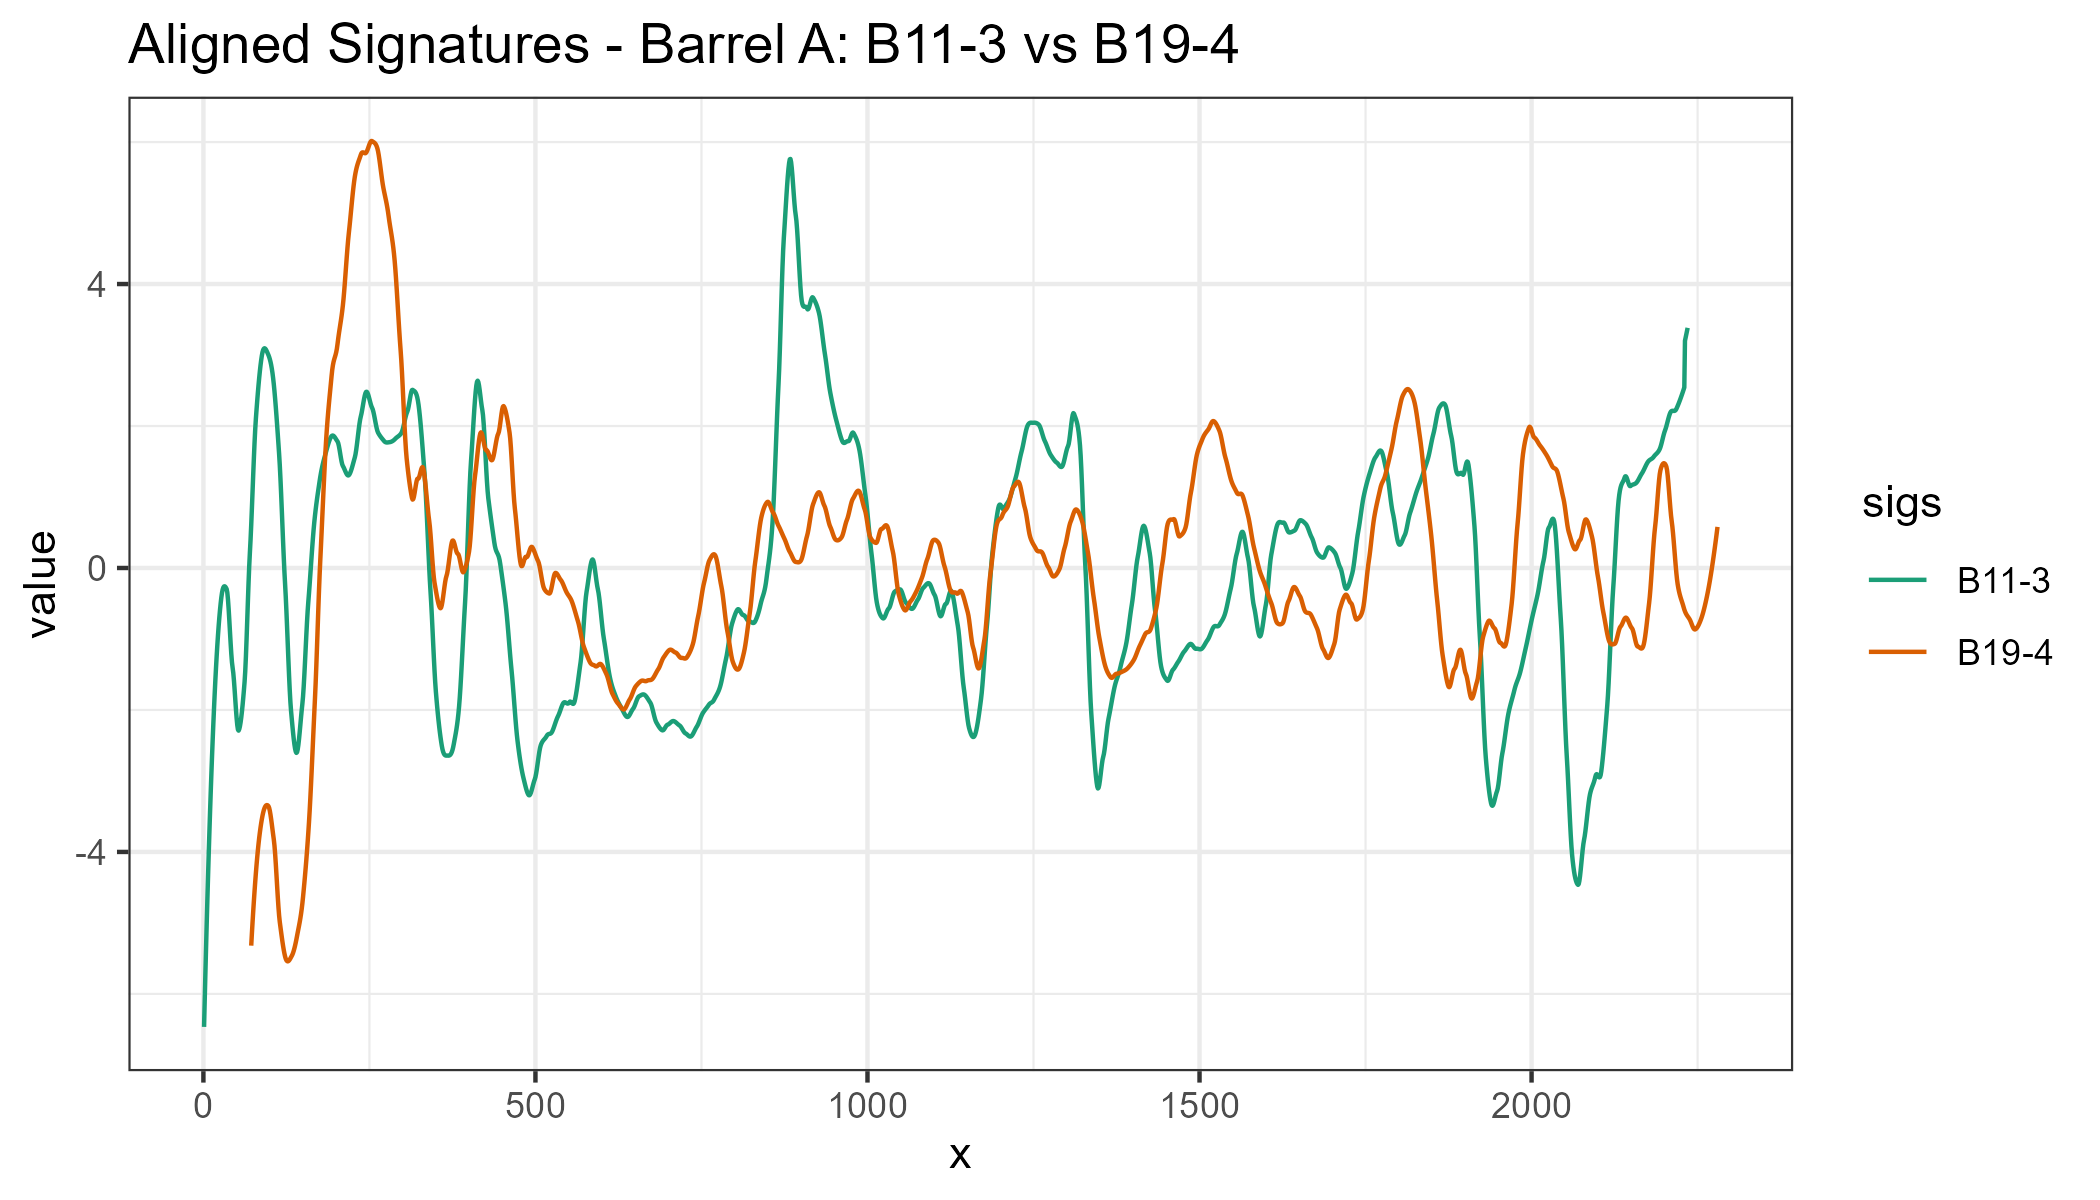 Aligned Signatures - Barrel A: B11-3 vs B19-4
value
4
0
-4
0 500 1000 1500 2000
x
sigs
B11-3
B19-4